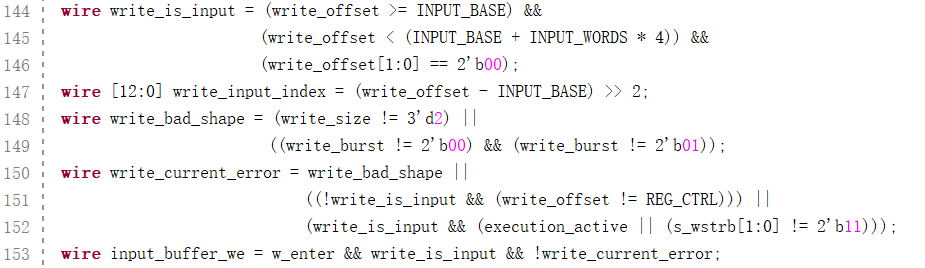 144 wire write_is_input = (write_offset >= INPUT_BASE) &&
145 (write_offset < (INPUT_BASE + INPUT_WORDS * 4)) &&
146 (write_offset[1:0] == 2'b00);
147 wire [12:0] write_input_index = (write_offset - INPUT_BASE) >> 2;
148 wire write_bad_shape = (write_size != 3'd2) ||
149 ((write_burst != 2'b00) && (write_burst != 2'b01));
150 wire write_current_error = write_bad_shape ||
151 ((!write_is_input && (write_offset != REG_CTRL))) ||
152 (write_is_input && (execution_active || (s_wstrb[1:0] != 2'b11)));
153 wire input_buffer_we = w_enter && write_is_input && !write_current_error;